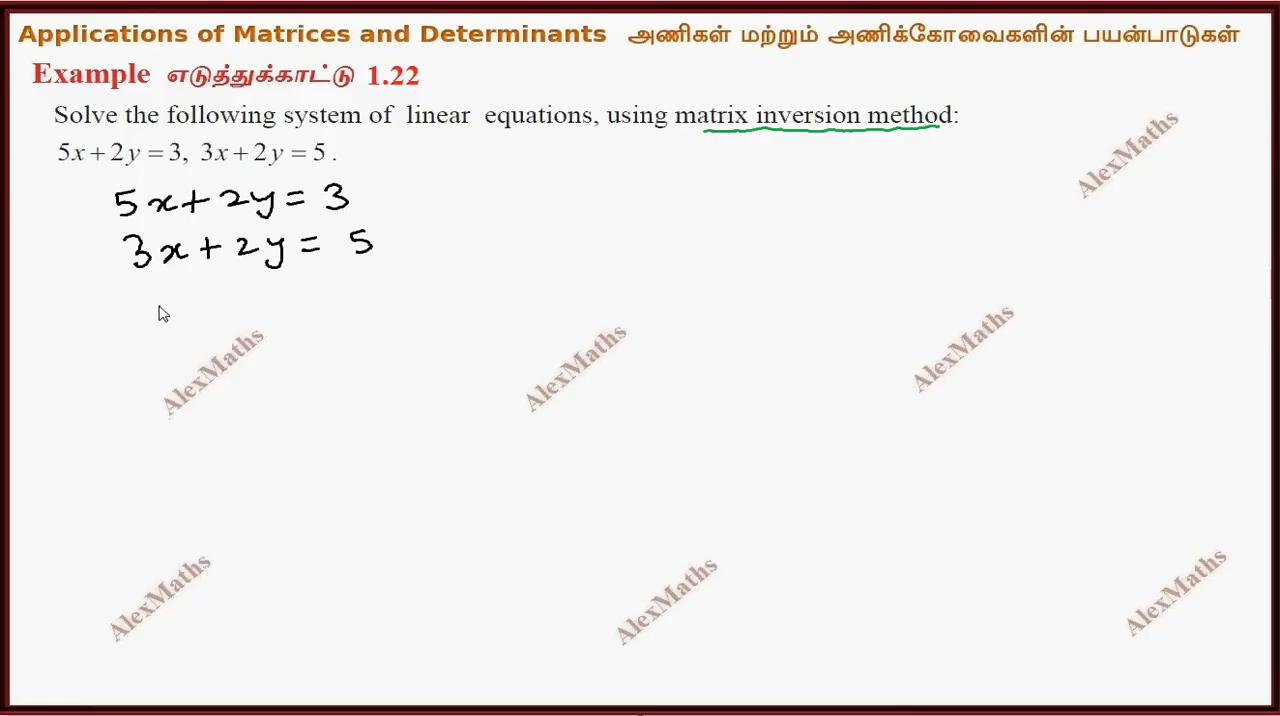 Applications of Matrices and Determinants அணிகள் மற்றும் அணிக்கோவைகளின் பயன்பாடுகள்
Example எடுத்துக்காட்டு 1.22
Solve the following system of linear equations, using matrix inversion method:
5x + 2y = 3, 3x + 2y = 5 .
5x + 2y = 3
3x + 2y = 5
AlexMaths
AlexMaths
AlexMaths
AlexMaths
AlexMaths
AlexMaths
AlexMaths